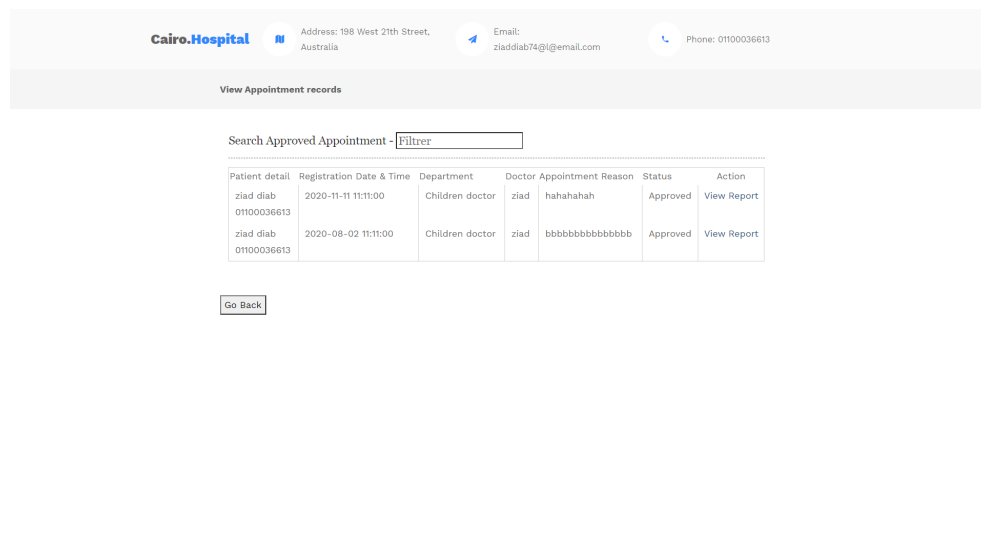 Cairo.Hospital
Address: 198 West 21th Street,
Australia
Email:
ziaddiab74@l@email.com
Phone: 01100036613
View Appointment records
Search Approved Appointment - Filtrer
Patient detail Registration Date & Time Department Doctor Appointment Reason Status Action
ziad diab 2020-11-11 11:11:00 Children doctor ziad hahahahah Approved View Report
01100036613
ziad diab 2020-08-02 11:11:00 Children doctor ziad bbbbbbbbbbbbbbb Approved View Report
01100036613
Go Back